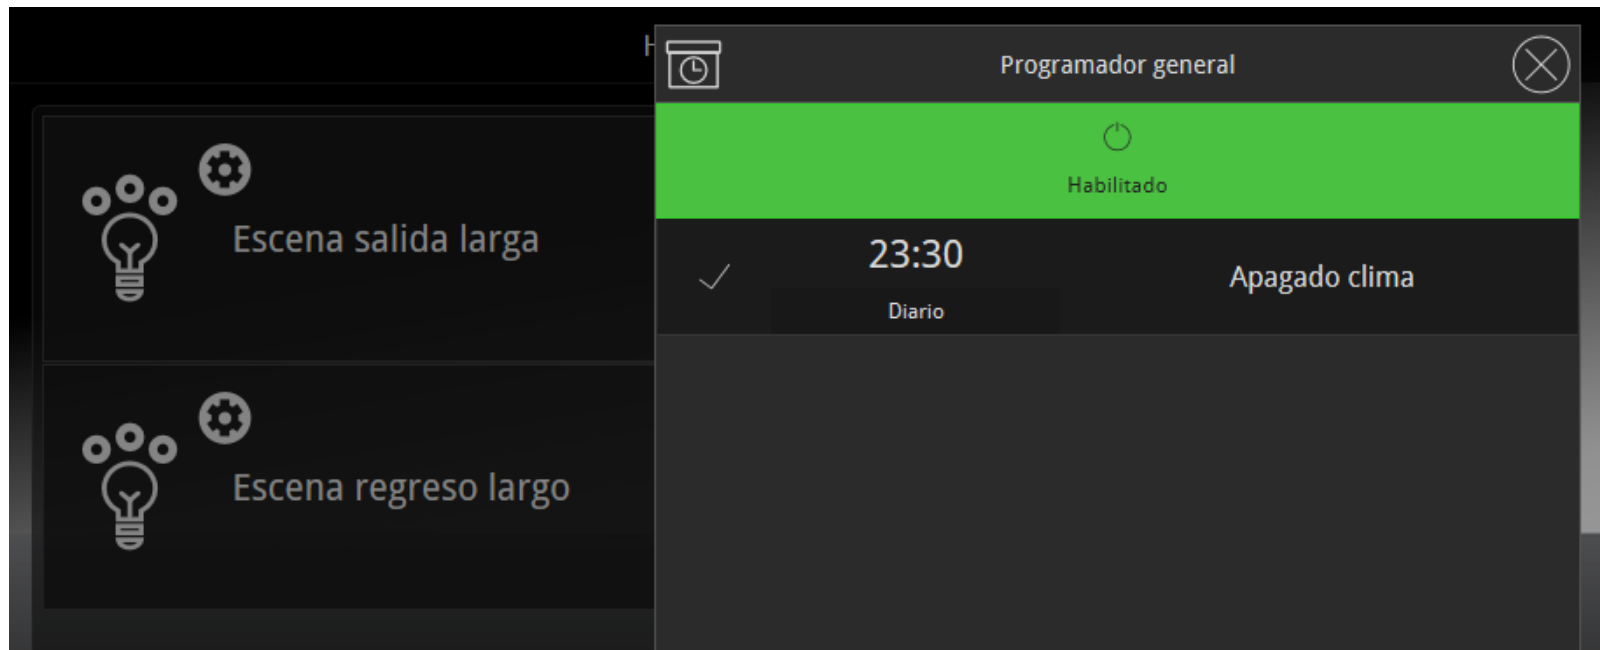 Programador general
Habilitado
23:30
Diario
Apagado clima
Escena salida larga
Escena regreso largo